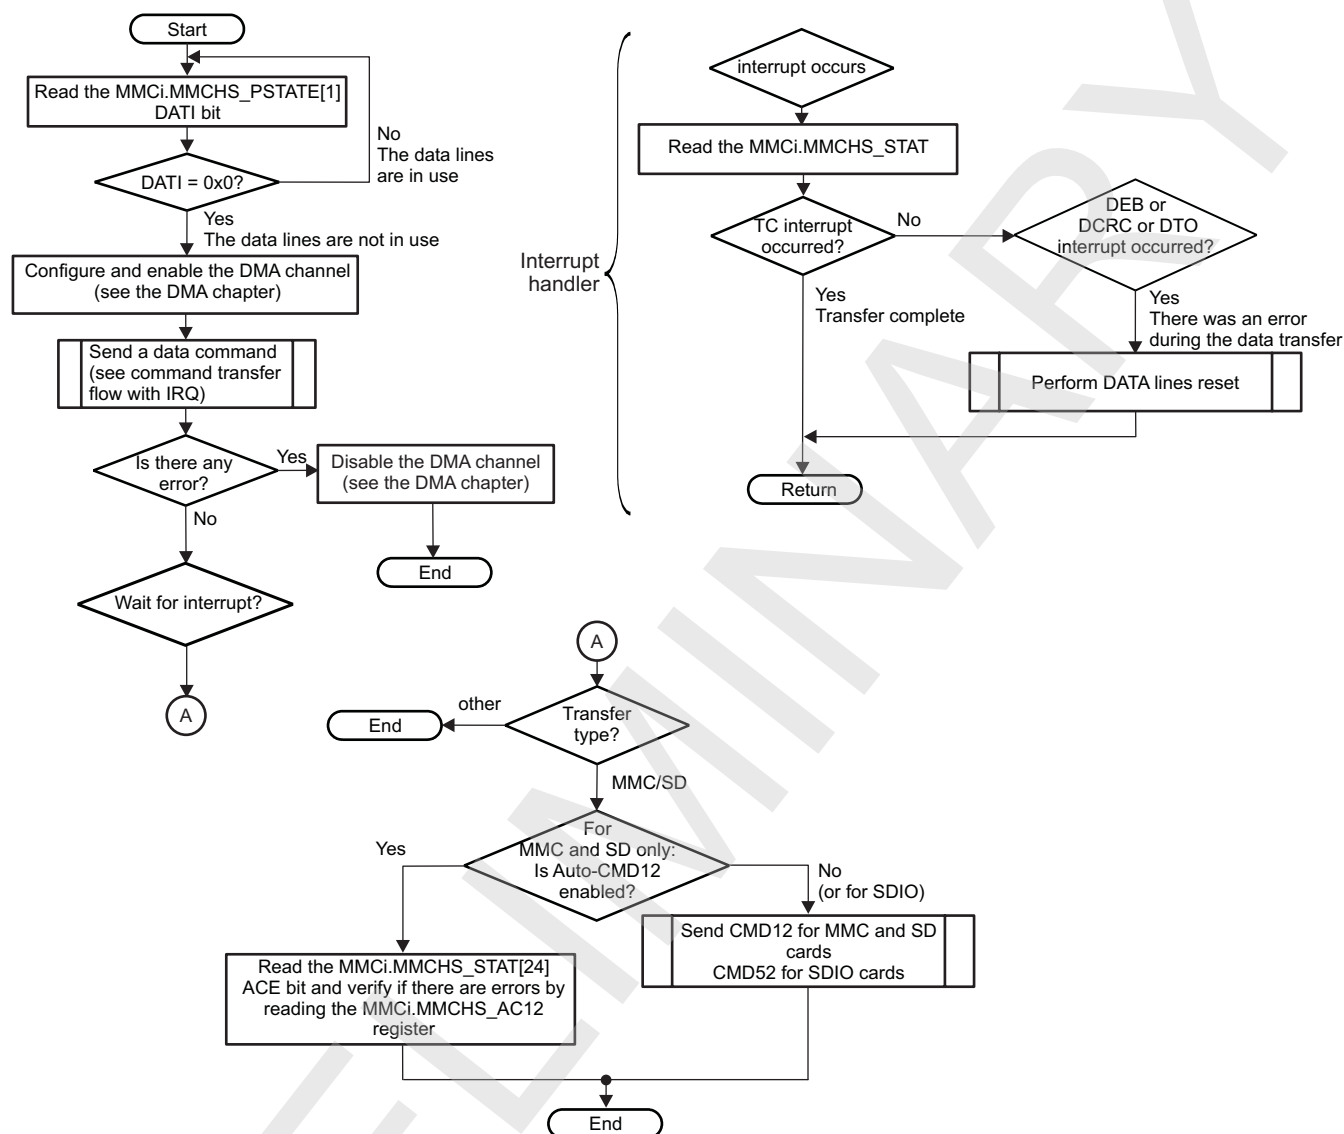 Start
Read the MMCi.MMCHS_PSTATE[1]
DATI bit
No
The data lines
are in use
DATI = 0x0?
Yes
The data lines are not in use
Configure and enable the DMA channel
(see the DMA chapter)
Send a data command
(see command transfer
flow with IRQ)
Is there any
error?
Yes
Disable the DMA channel
(see the DMA chapter)
No
End
Wait for interrupt?
A
Interrupt
handler
interrupt occurs
Read the MMCi.MMCHS_STAT
TC interrupt
occurred?
No
DEB or
DCRC or DTO
interrupt occurred?
Yes
Transfer complete
Yes
There was an error
during the data transfer
Perform DATA lines reset
Return
A
Transfer
type?
other
End
MMC/SD
For
MMC and SD only:
Is Auto-CMD12
enabled?
Yes
No
(or for SDIO)
Read the MMCi.MMCHS_STAT[24]
ACE bit and verify if there are errors by
reading the MMCi.MMCHS_AC12
register
Send CMD12 for MMC and SD
cards
CMD52 for SDIO cards
End